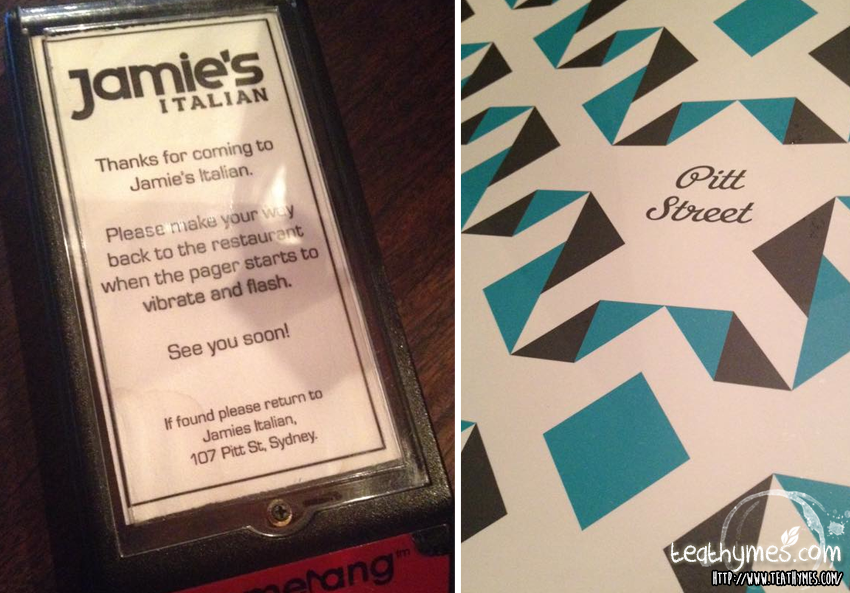 Jamie's
ITALIAN
Thanks for coming to
Jamie's Italian.
Please make your way
back to the restaurant
when the pager starts to
vibrate and flash.
See you soon!
If found please return to
Jamies Italian,
107 Pitt St, Sydney.
Pitt
Street
teathymes.com
HTTP://WWW.TEATHYMES.COM/